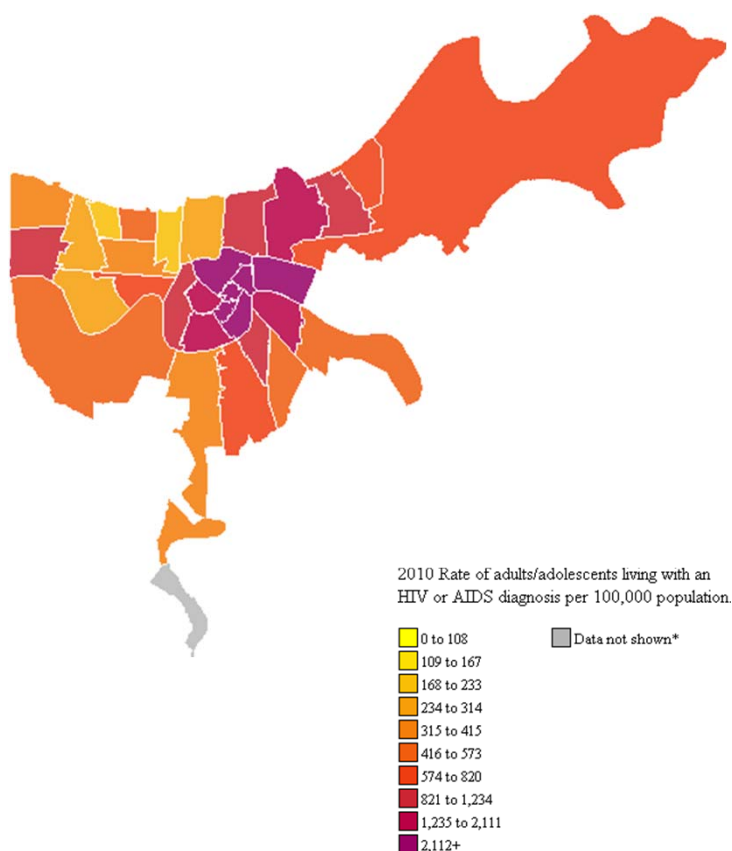 2010 Rate of adults/adolescents living with an
HIV or AIDS diagnosis per 100,000 population.
0 to 108
Data not shown*
109 to 167
168 to 233
234 to 314
315 to 415
416 to 573
574 to 820
821 to 1,234
1,235 to 2,111
2,112+